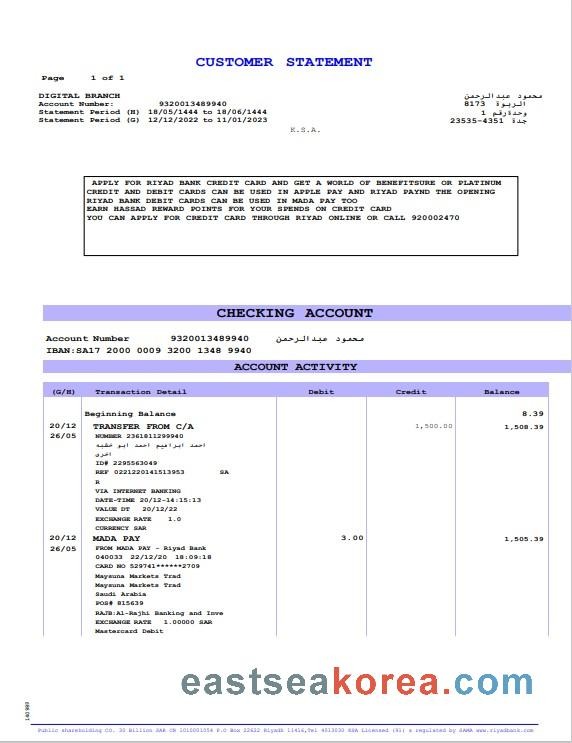 CUSTOMER STATEMENT
Page 1 of 1
DIGITAL BRANCH
محمود عبدالرحمن
Account Number: 9320013489940
الربوة 8173
Statement Period (H) 18/05/1444 to 18/06/1444
وحدةرقم 1
Statement Period (G) 12/12/2022 to 11/01/2023
جدة 4351-23535
K.S.A.
APPLY FOR RIYAD BANK CREDIT CARD AND GET A WORLD OF BENEFITSURE OR PLATINUM
CREDIT AND DEBIT CARDS CAN BE USED IN APPLE PAY AND RIYAD PAYND THE OPENING
RIYAD BANK DEBIT CARDS CAN BE USED IN MADA PAY TOO
EARN HASSAD REWARD POINTS FOR YOUR SPENDS ON CREDIT CARD
YOU CAN APPLY FOR CREDIT CARD THROUGH RIYAD ONLINE OR CALL 920002470
CHECKING ACCOUNT
Account Number 9320013489940 محمود عبدالرحمن
IBAN:SA17 2000 0009 3200 1348 9940
ACCOUNT ACTIVITY
(G/H) Transaction Detail Debit Credit Balance
Beginning Balance 8.39
20/12 TRANSFER FROM C/A 1,500.00 1,508.39
26/05 NUMBER 2361811299940
احمد ابراهيم احمد ابو خشبه
اخرى
ID# 2295563049
REF 0221220141513953 SA
R
VIA INTERNET BANKING
DATE-TIME 20/12-14:15:13
VALUE DT 20/12/22
EXCHANGE RATE 1.0
CURRENCY SAR
20/12 MADA PAY 3.00 1,505.39
26/05 FROM MADA PAY - Riyad Bank
040033 22/12/20 18:09:18
CARD NO 529741******2709
Maysuna Markets Trad
Maysuna Markets Trad
Saudi Arabia
POS# 815639
RAJB:Al-Rajhi Banking and Inve
EXCHANGE RATE 1.00000 SAR
Mastercard Debit
eastseakorea.com
Public shareholding CO. 30 Billion SAR CR 1010001054 P.O Box 22622 Riyadh 11416,Tel 4013030 KSA Licensed (91) & regulated by SAMA www.riyadbank.com